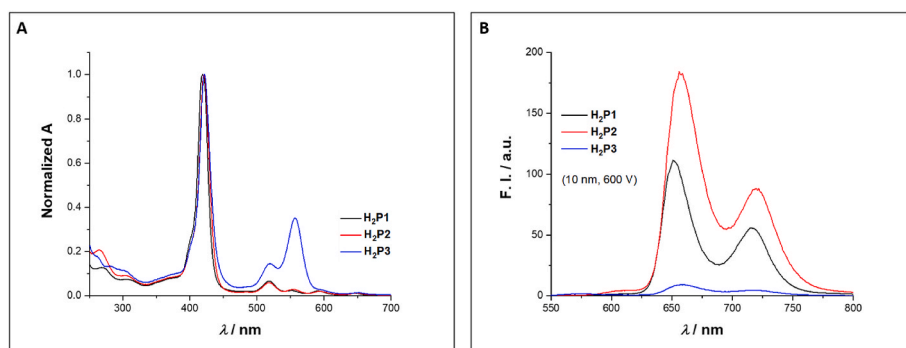 A
Normalized A
1.0
0.8
0.6
0.4
0.2
0.0
H₂P1
H₂P2
H₂P3
300 400 500 600 700
λ / nm
B
F. I. / a.u.
200
150
100
50
0
H₂P1
H₂P2
H₂P3
(10 nm, 600 V)
550 600 650 700 750 800
λ / nm